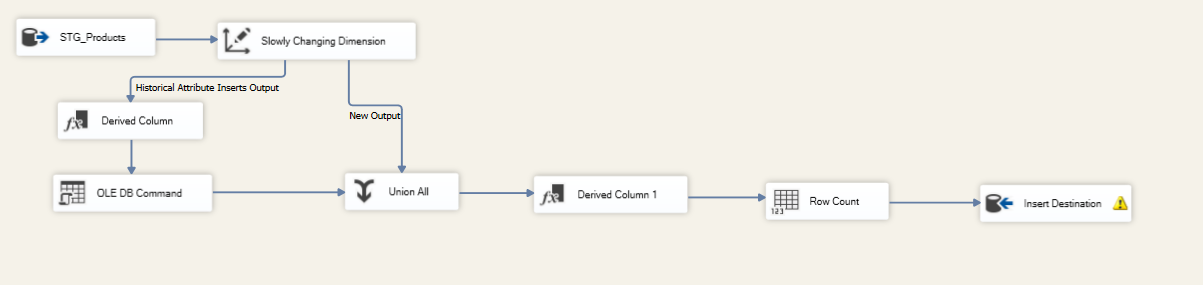 STG_Products
Slowly Changing Dimension
Historical Attribute Inserts Output
New Output
Derived Column
OLE DB Command
Union All
Derived Column 1
Row Count
123
Insert Destination